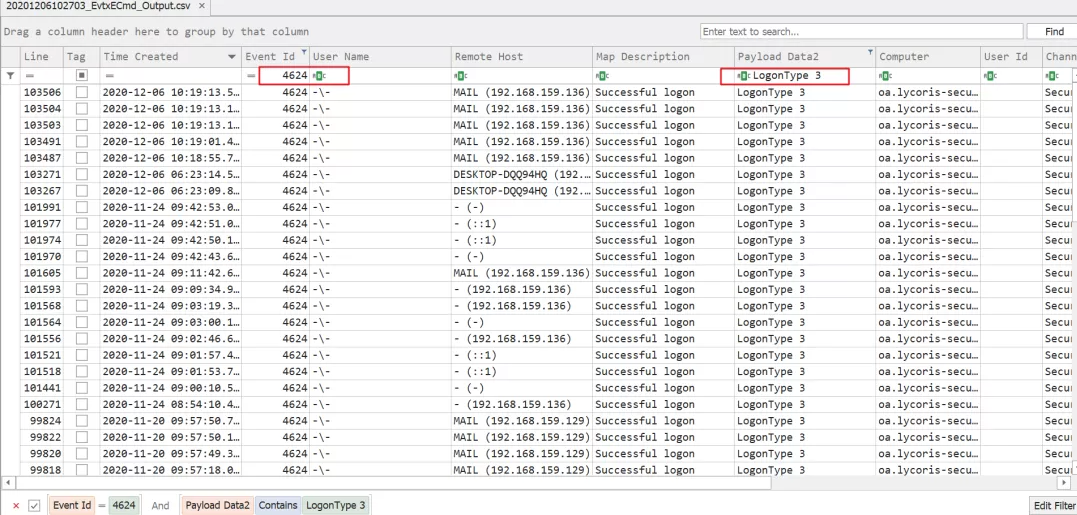 20201206102703_EvtxECmd_Output.csv ×
Drag a column header here to group by that column Enter text to search... Find
Line Tag Time Created Event Id User Name Remote Host Map Description Payload Data2 Computer User Id Chann
= ■ = = 4624 LogonType 3
103506 2020-12-06 10:19:13.5… 4624 -\- MAIL (192.168.159.136) Successful logon LogonType 3 oa.lycoris-secu… Secur
103504 2020-12-06 10:19:13.1… 4624 -\- MAIL (192.168.159.136) Successful logon LogonType 3 oa.lycoris-secu… Secur
103503 2020-12-06 10:19:13.1… 4624 -\- MAIL (192.168.159.136) Successful logon LogonType 3 oa.lycoris-secu… Secur
103491 2020-12-06 10:19:01.4… 4624 -\- MAIL (192.168.159.136) Successful logon LogonType 3 oa.lycoris-secu… Secur
103487 2020-12-06 10:18:55.7… 4624 -\- MAIL (192.168.159.136) Successful logon LogonType 3 oa.lycoris-secu… Secur
103271 2020-12-06 06:23:14.5… 4624 -\- DESKTOP-DQQ94HQ (192.… Successful logon LogonType 3 oa.lycoris-secu… Secur
103267 2020-12-06 06:23:09.8… 4624 -\- DESKTOP-DQQ94HQ (192.… Successful logon LogonType 3 oa.lycoris-secu… Secur
101991 2020-11-24 09:42:53.0… 4624 -\- - (-) Successful logon LogonType 3 oa.lycoris-secu… Secur
101977 2020-11-24 09:42:51.0… 4624 -\- - (::1) Successful logon LogonType 3 oa.lycoris-secu… Secur
101974 2020-11-24 09:42:50.1… 4624 -\- - (::1) Successful logon LogonType 3 oa.lycoris-secu… Secur
101970 2020-11-24 09:42:43.6… 4624 -\- - (-) Successful logon LogonType 3 oa.lycoris-secu… Secur
101605 2020-11-24 09:11:42.6… 4624 -\- MAIL (192.168.159.136) Successful logon LogonType 3 oa.lycoris-secu… Secur
101593 2020-11-24 09:09:34.9… 4624 -\- - (192.168.159.136) Successful logon LogonType 3 oa.lycoris-secu… Secur
101568 2020-11-24 09:03:19.3… 4624 -\- - (192.168.159.136) Successful logon LogonType 3 oa.lycoris-secu… Secur
101564 2020-11-24 09:03:00.1… 4624 -\- - (-) Successful logon LogonType 3 oa.lycoris-secu… Secur
101556 2020-11-24 09:02:46.6… 4624 -\- - (192.168.159.136) Successful logon LogonType 3 oa.lycoris-secu… Secur
101521 2020-11-24 09:01:57.4… 4624 -\- - (::1) Successful logon LogonType 3 oa.lycoris-secu… Secur
101518 2020-11-24 09:01:53.7… 4624 -\- - (::1) Successful logon LogonType 3 oa.lycoris-secu… Secur
101441 2020-11-24 09:00:10.5… 4624 -\- - (-) Successful logon LogonType 3 oa.lycoris-secu… Secur
100271 2020-11-24 08:54:10.4… 4624 -\- - (192.168.159.136) Successful logon LogonType 3 oa.lycoris-secu… Secur
99824 2020-11-20 09:57:50.7… 4624 -\- MAIL (192.168.159.129) Successful logon LogonType 3 oa.lycoris-secu… Secur
99822 2020-11-20 09:57:50.1… 4624 -\- MAIL (192.168.159.129) Successful logon LogonType 3 oa.lycoris-secu… Secur
99820 2020-11-20 09:57:49.3… 4624 -\- MAIL (192.168.159.129) Successful logon LogonType 3 oa.lycoris-secu… Secur
99818 2020-11-20 09:57:18.0… 4624 -\- MAIL (192.168.159.129) Successful logon LogonType 3 oa.lycoris-secu… Secur
× Event Id = 4624 And Payload Data2 Contains LogonType 3 Edit Filter